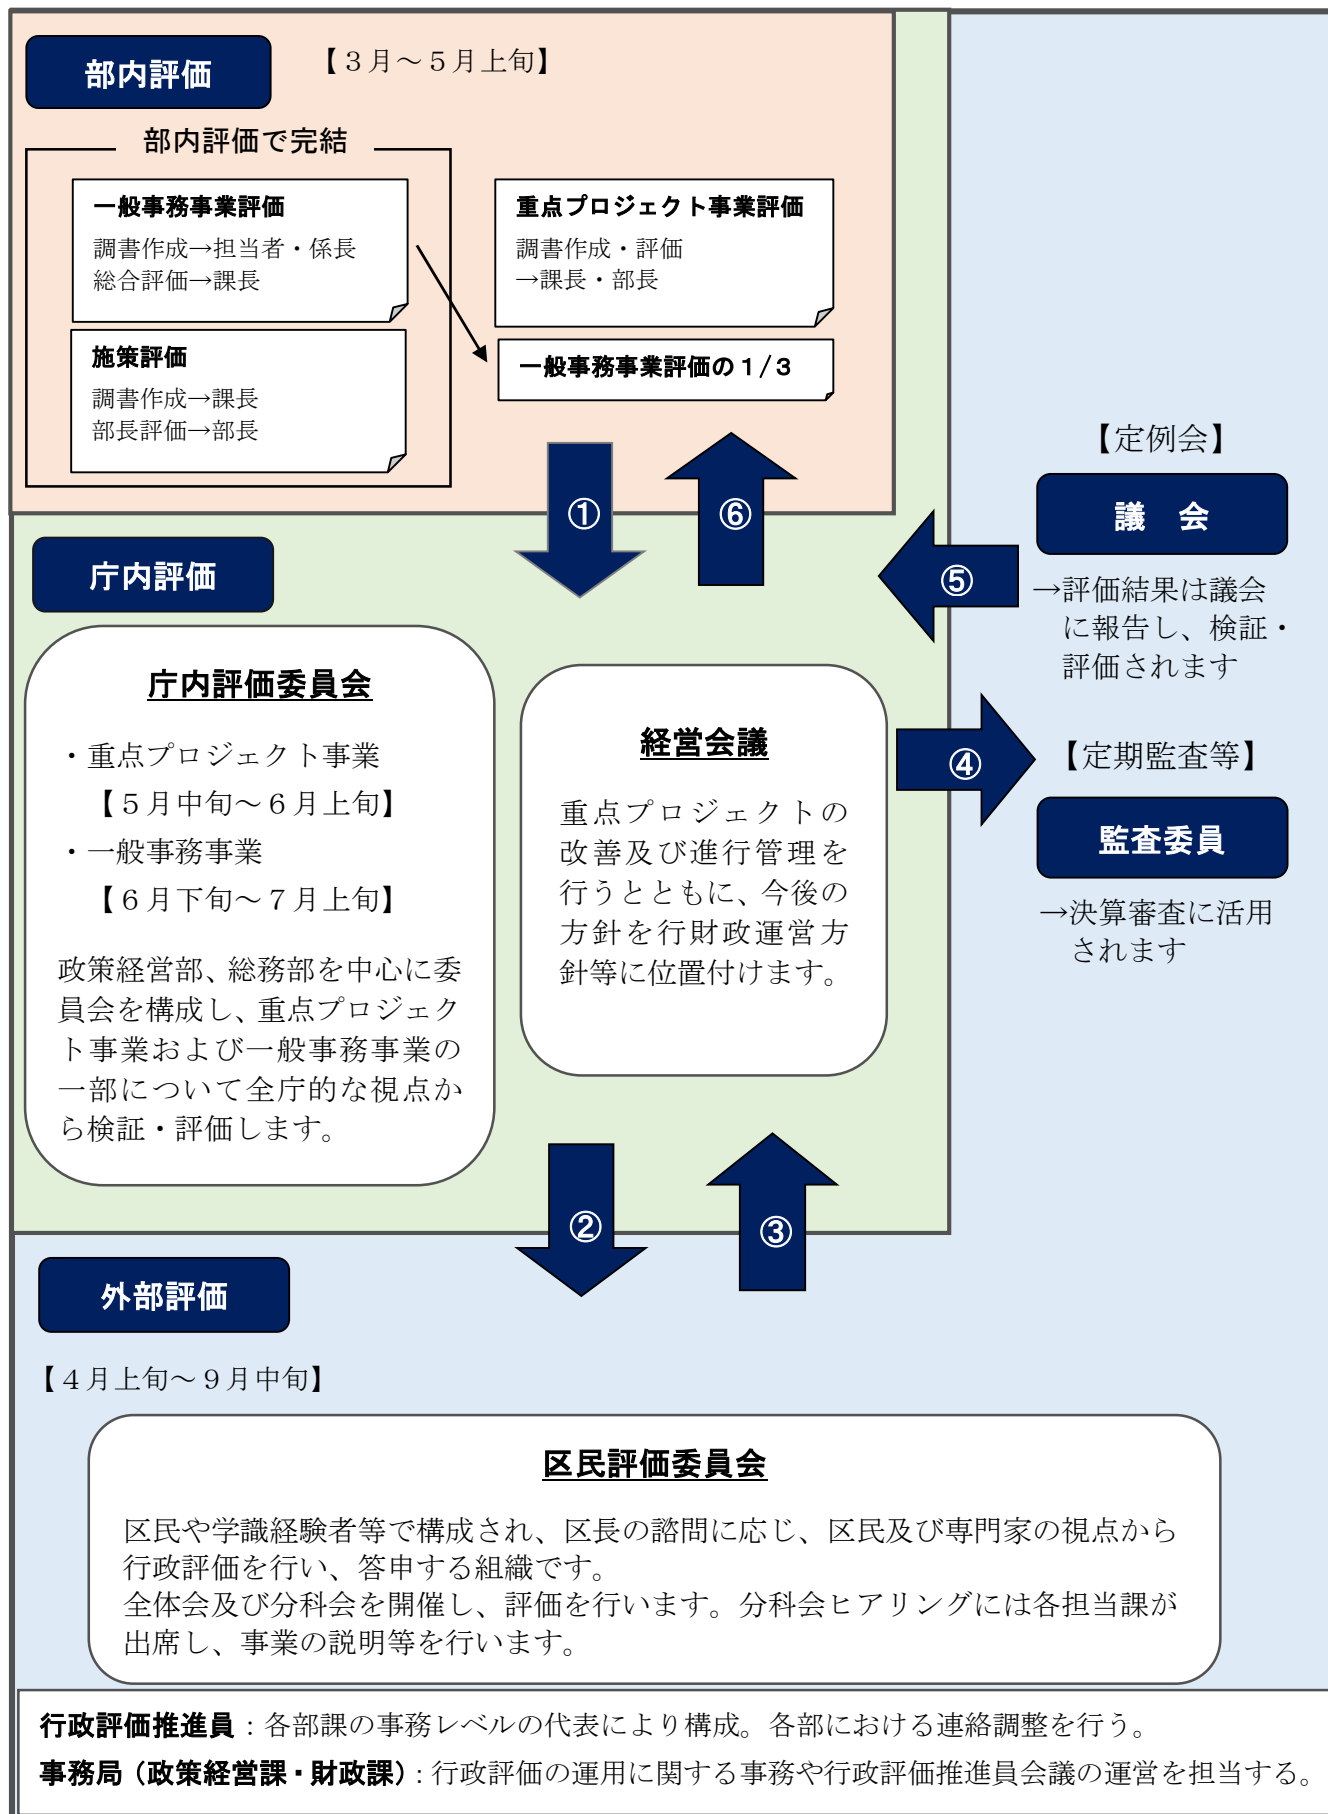 部内評価
【３月～５月上旬】
部内評価で完結
一般事務事業評価
調書作成→担当者・係長
総合評価→課長
施策評価
調書作成→課長
部長評価→部長
重点プロジェクト事業評価
調書作成・評価
→課長・部長
一般事務事業評価の１/３
①
⑥
庁内評価
庁内評価委員会
・重点プロジェクト事業
【５月中旬～６月上旬】
・一般事務事業
【６月下旬～７月上旬】
政策経営部、総務部を中心に委
員会を構成し、重点プロジェク
ト事業および一般事務事業の
一部について全庁的な視点か
ら検証・評価します。
経営会議
重点プロジェクトの
改善及び進行管理を
行うとともに、今後の
方針を行財政運営方
針等に位置付けます。
【定例会】
議　会
⑤
→評価結果は議会
に報告し、検証・
評価されます
④
【定期監査等】
監査委員
→決算審査に活用
されます
②
③
外部評価
【４月上旬～９月中旬】
区民評価委員会
区民や学識経験者等で構成され、区長の諮問に応じ、区民及び専門家の視点から
行政評価を行い、答申する組織です。
全体会及び分科会を開催し、評価を行います。分科会ヒアリングには各担当課が
出席し、事業の説明等を行います。
行政評価推進員：各部課の事務レベルの代表により構成。各部における連絡調整を行う。
事務局（政策経営課・財政課）：行政評価の運用に関する事務や行政評価推進員会議の運営を担当する。